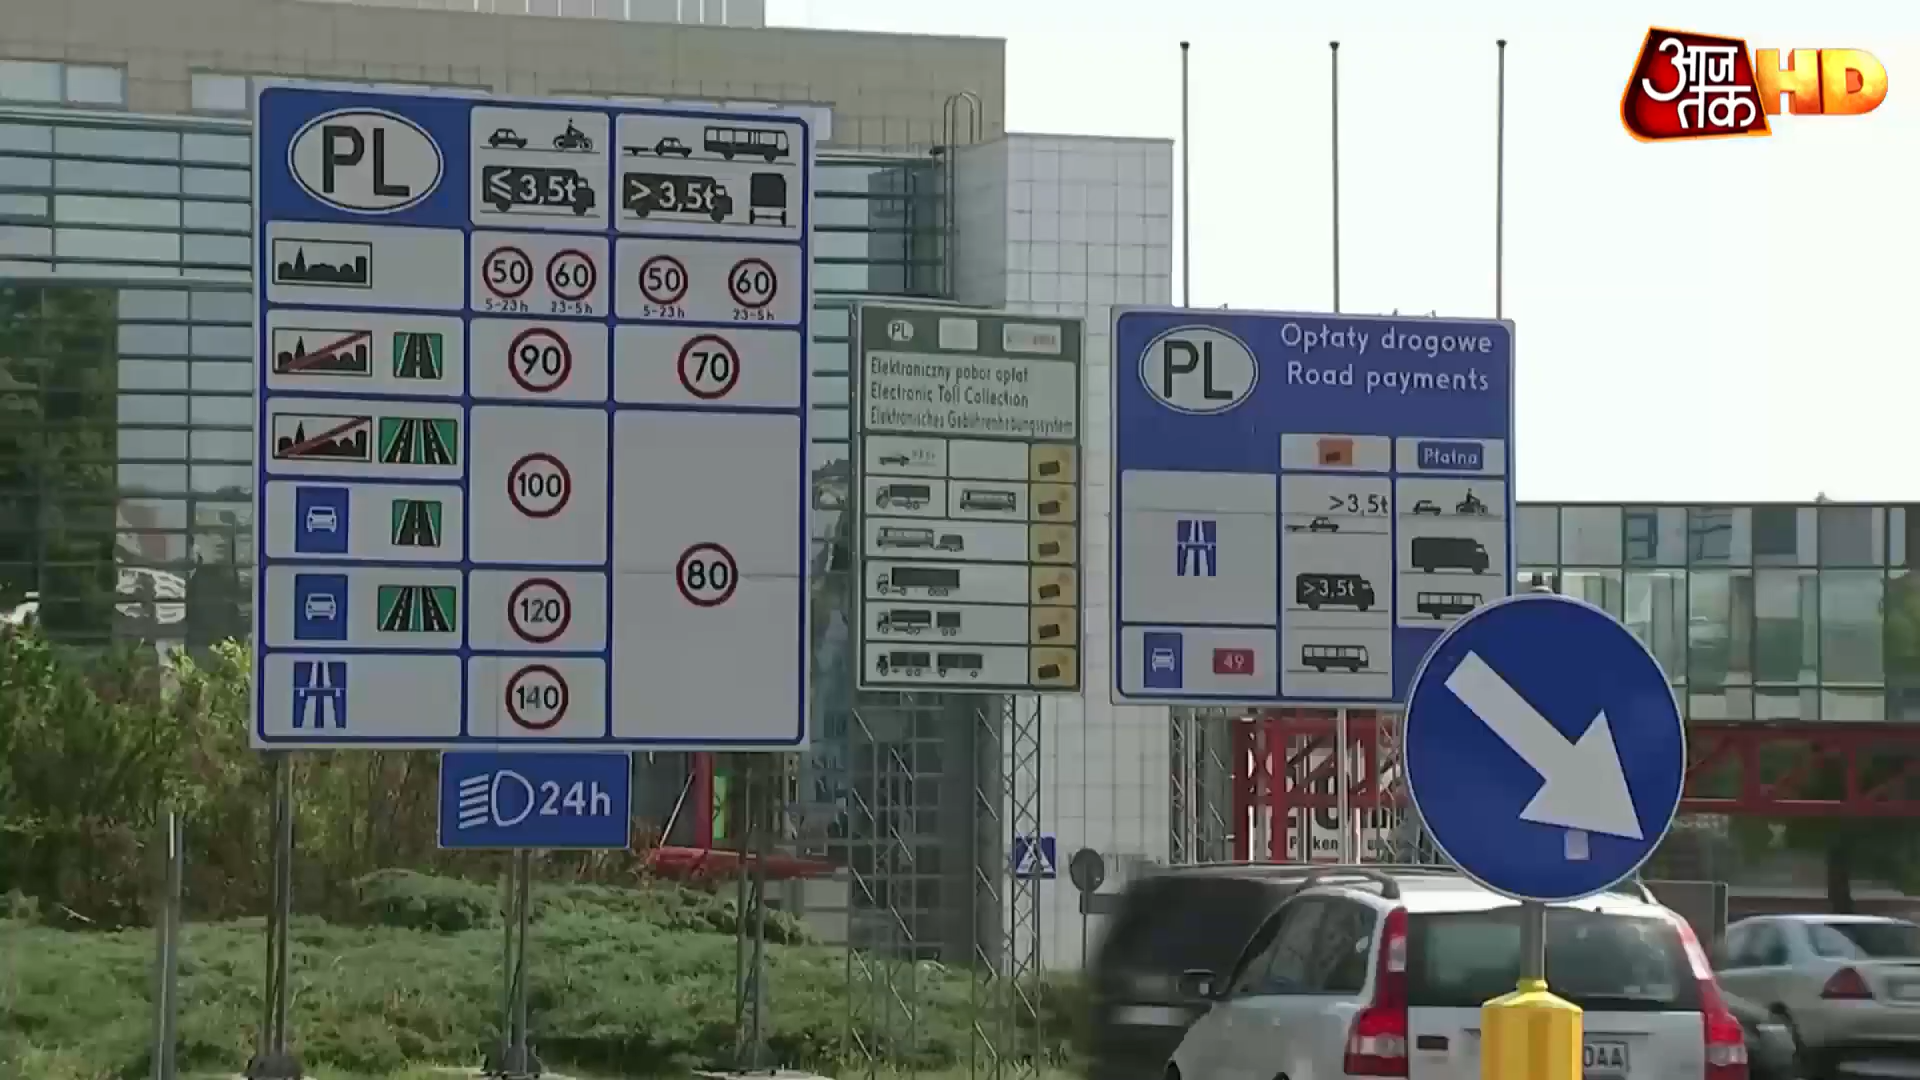 आज
तक HD
PL
≤ 3,5t
> 3,5t
50 60 50 60
5-23h 23-5h 5-23h 23-5h
90 70
100
80
120
140
24h
PL
Elektroniczny pobór opłat
Electronic Toll Collection
Elektronisches Gebührenhebungssystem
PL
Opłaty drogowe
Road payments
Płatna
>3,5t
>3,5t
49